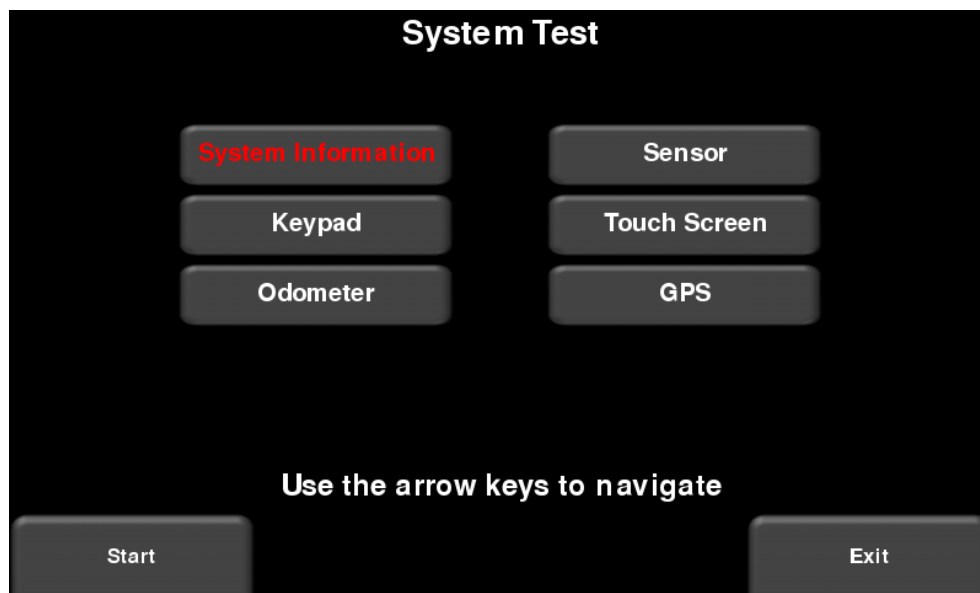 System Test
System Information
Sensor
Keypad
Touch Screen
Odometer
GPS
Use the arrow keys to navigate
Start
Exit